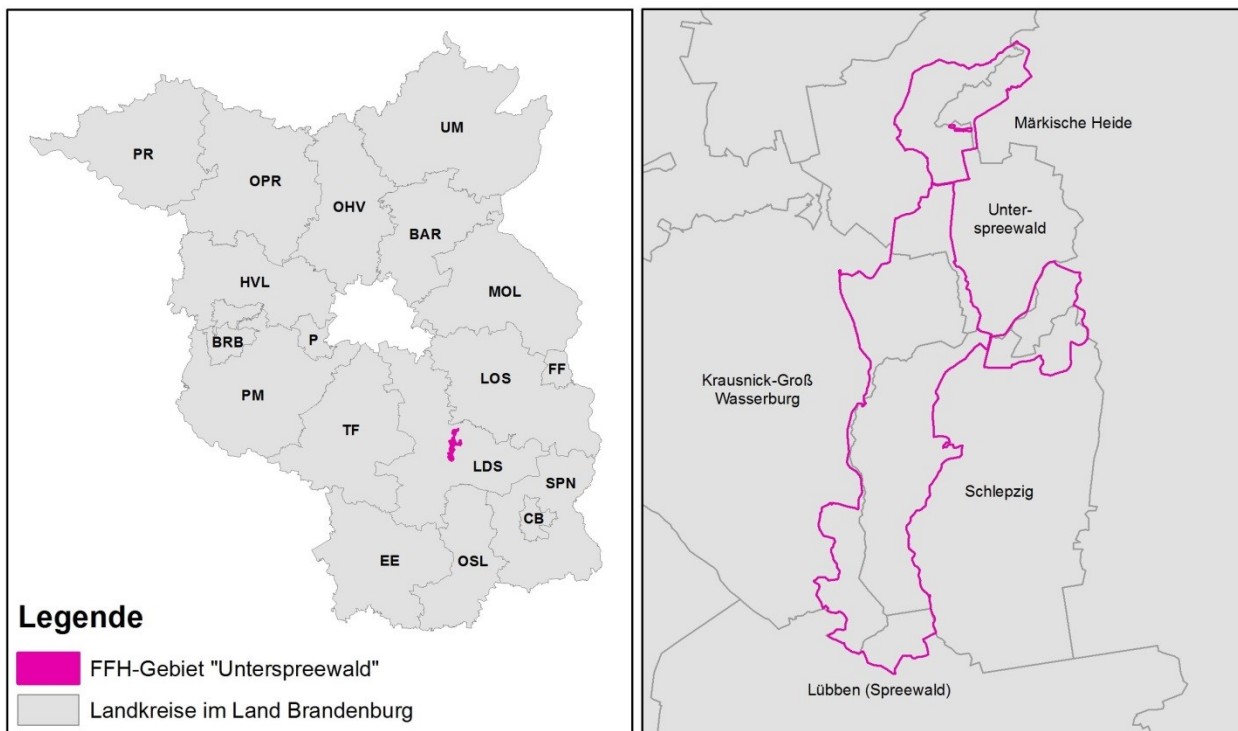 UM
PR
OPR
OHV
BAR
HVL
MOL
BRB
P
LOS
FF
PM
TF
LDS
SPN
CB
EE
OSL
Legende
FFH-Gebiet "Unterspreewald"
Landkreise im Land Brandenburg
Märkische Heide
Unter-
spreewald
Krausnick-Groß
Wasserburg
Schlepzig
Lübben (Spreewald)